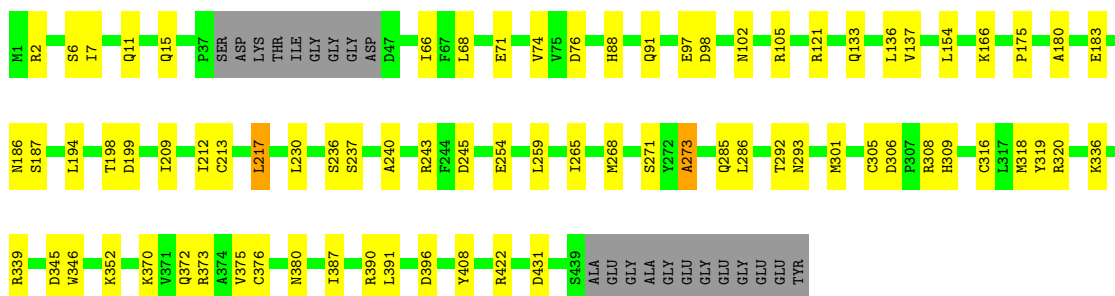 M1 R2 S6 I7 Q11 Q15 P37 SER ASP LYS THR ILE GLY GLY GLY ASP D47 I66 F67 L68 E71 V74 V75 D76 H88 Q91 E97 D98 N102 R105 R121 Q133 L136 V137 L154 K166 P175 A180 E183
N186 S187 L194 T198 D199 I209 I212 C213 L217 L230 S236 S237 A240 R243 F244 D245 E254 L259 I265 M268 S271 Y272 A273 Q285 L286 T292 N293 M301 C305 D306 P307 R308 H309 C316 L317 M318 Y319 R320 K336
R339 D345 W346 K352 K370 V371 Q372 R373 A374 V375 C376 N380 I387 R390 L391 D396 Y408 R422 D431 S439 ALA GLU GLY ALA GLY GLU GLY GLU GLY GLU GLU TYR